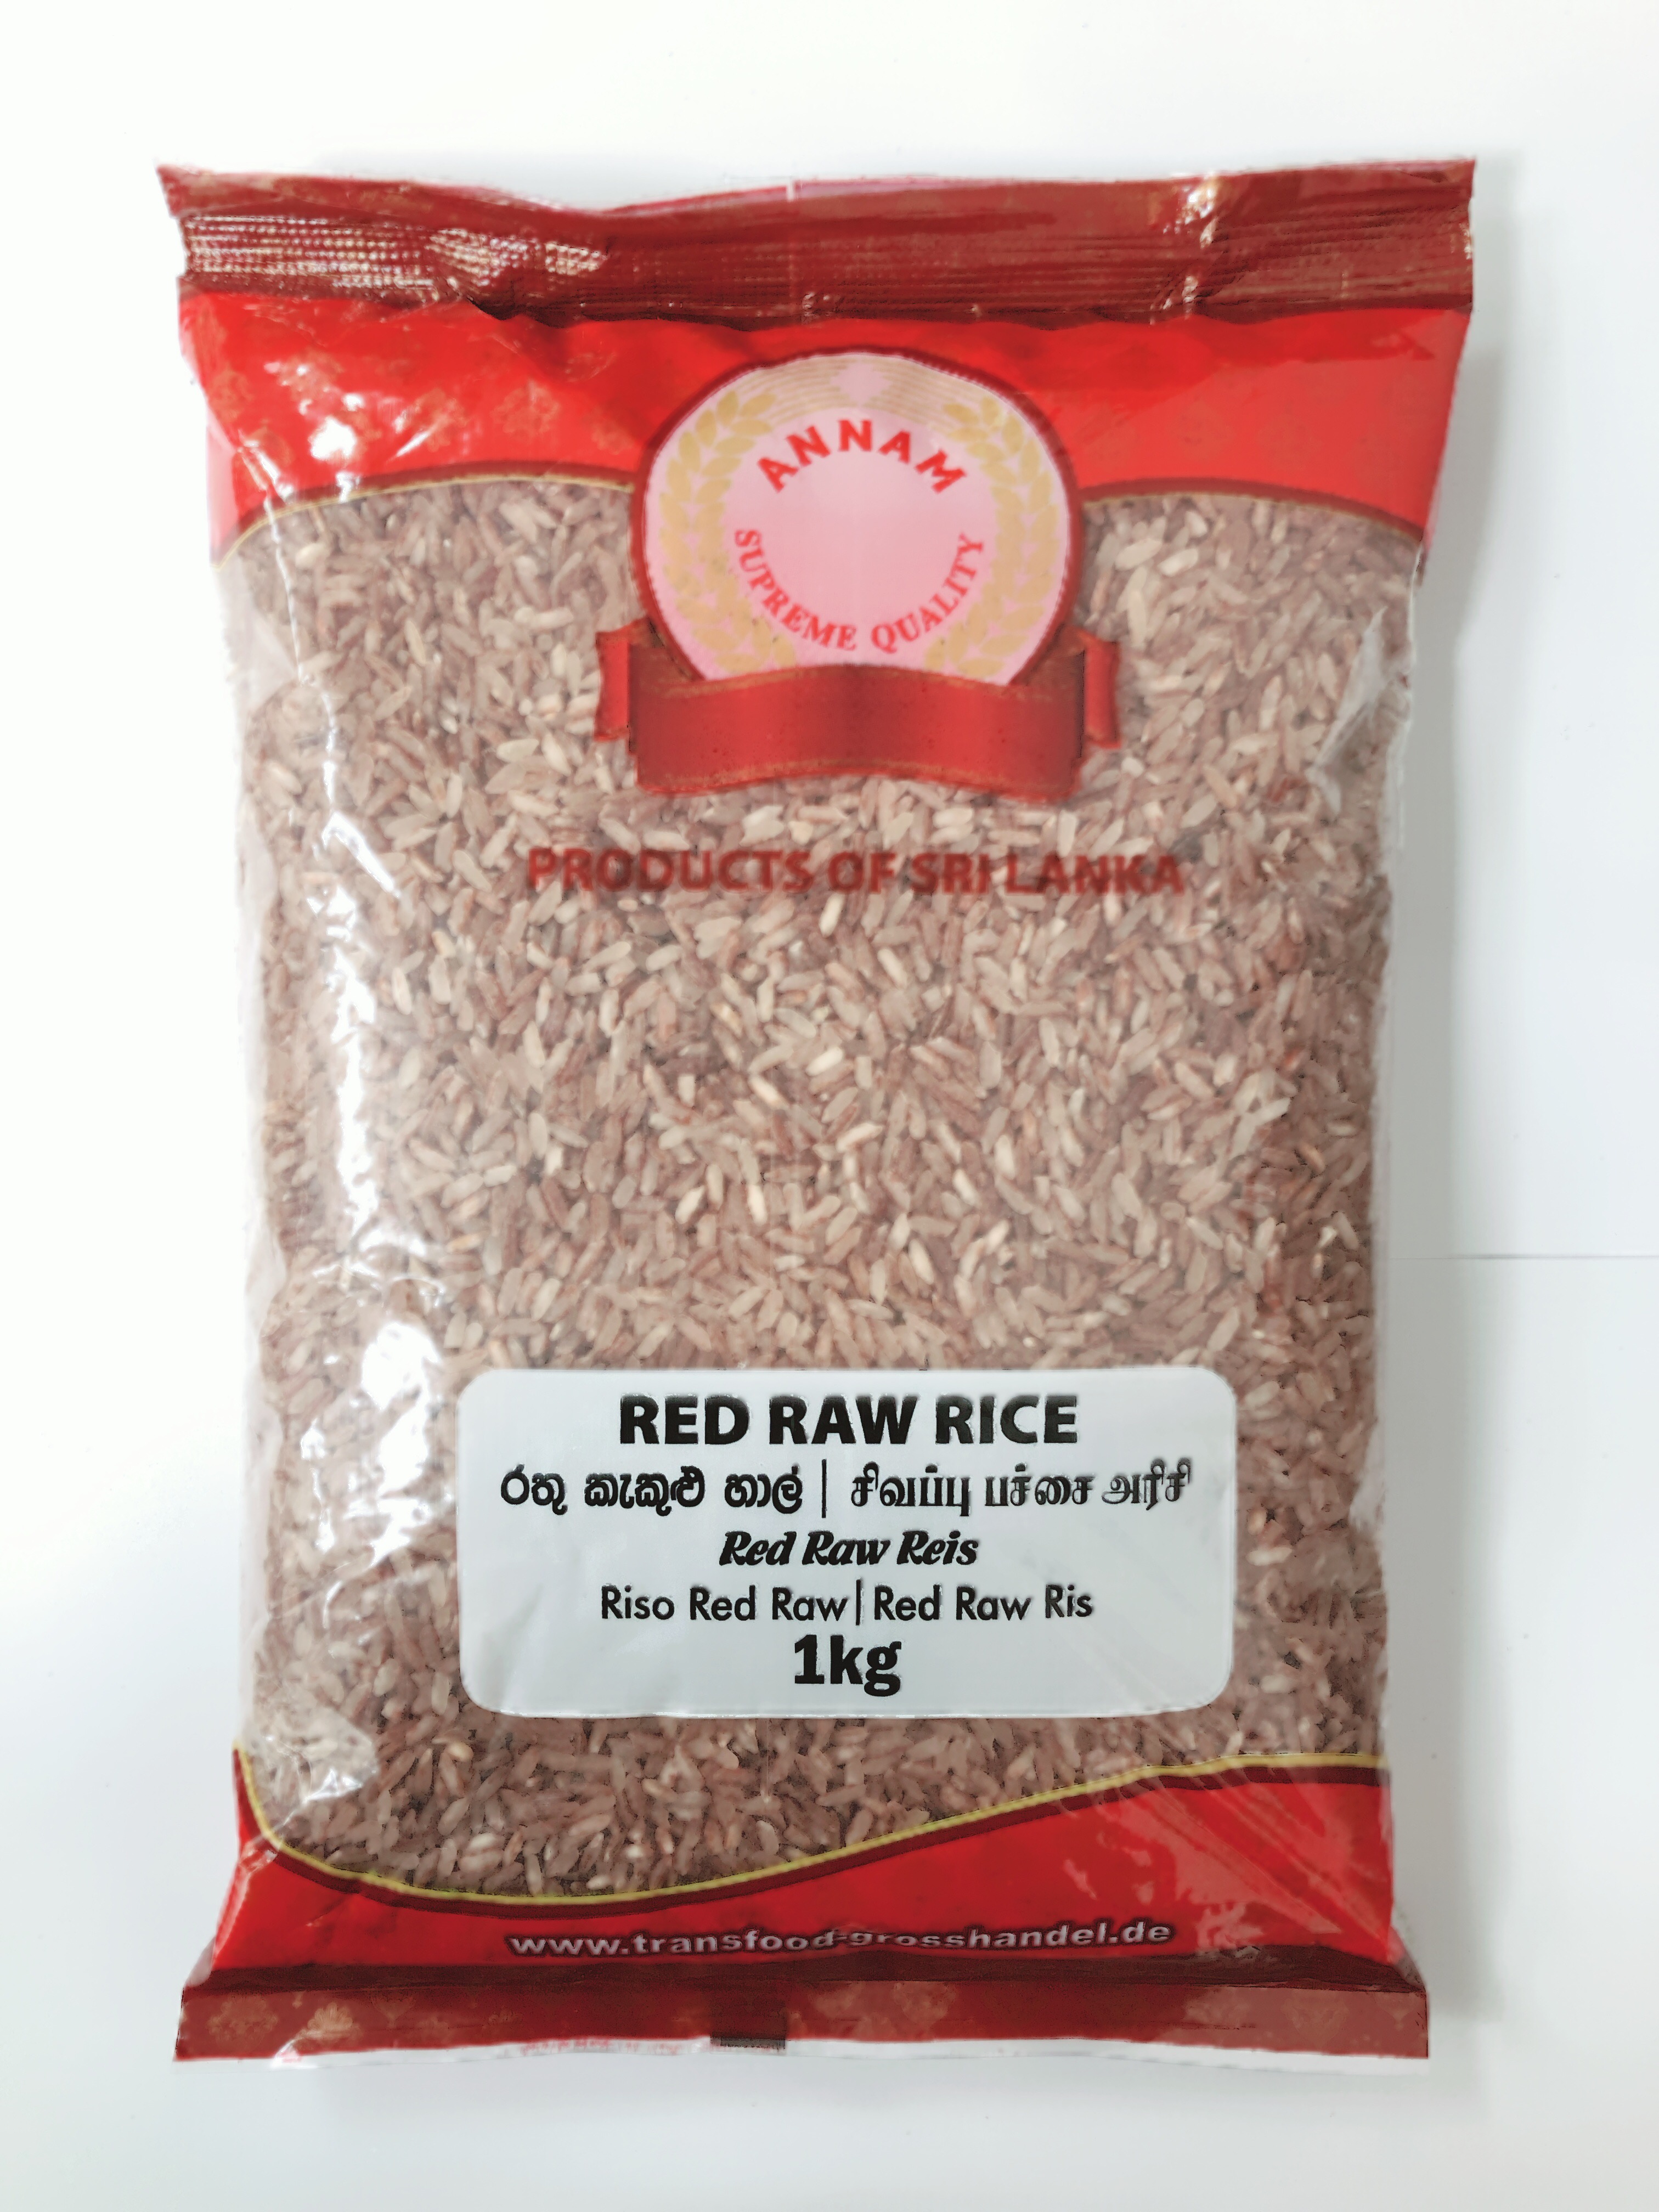 ANNAM
SUPREME QUALITY
PRODUCTS OF SRI LANKA
RED RAW RICE
රතු කැකුළු හාල් | சிவப்பு பச்சை அரிசி
Red Raw Reis
Riso Red Raw | Red Raw Ris
1kg
www.transfood-grosshandel.de